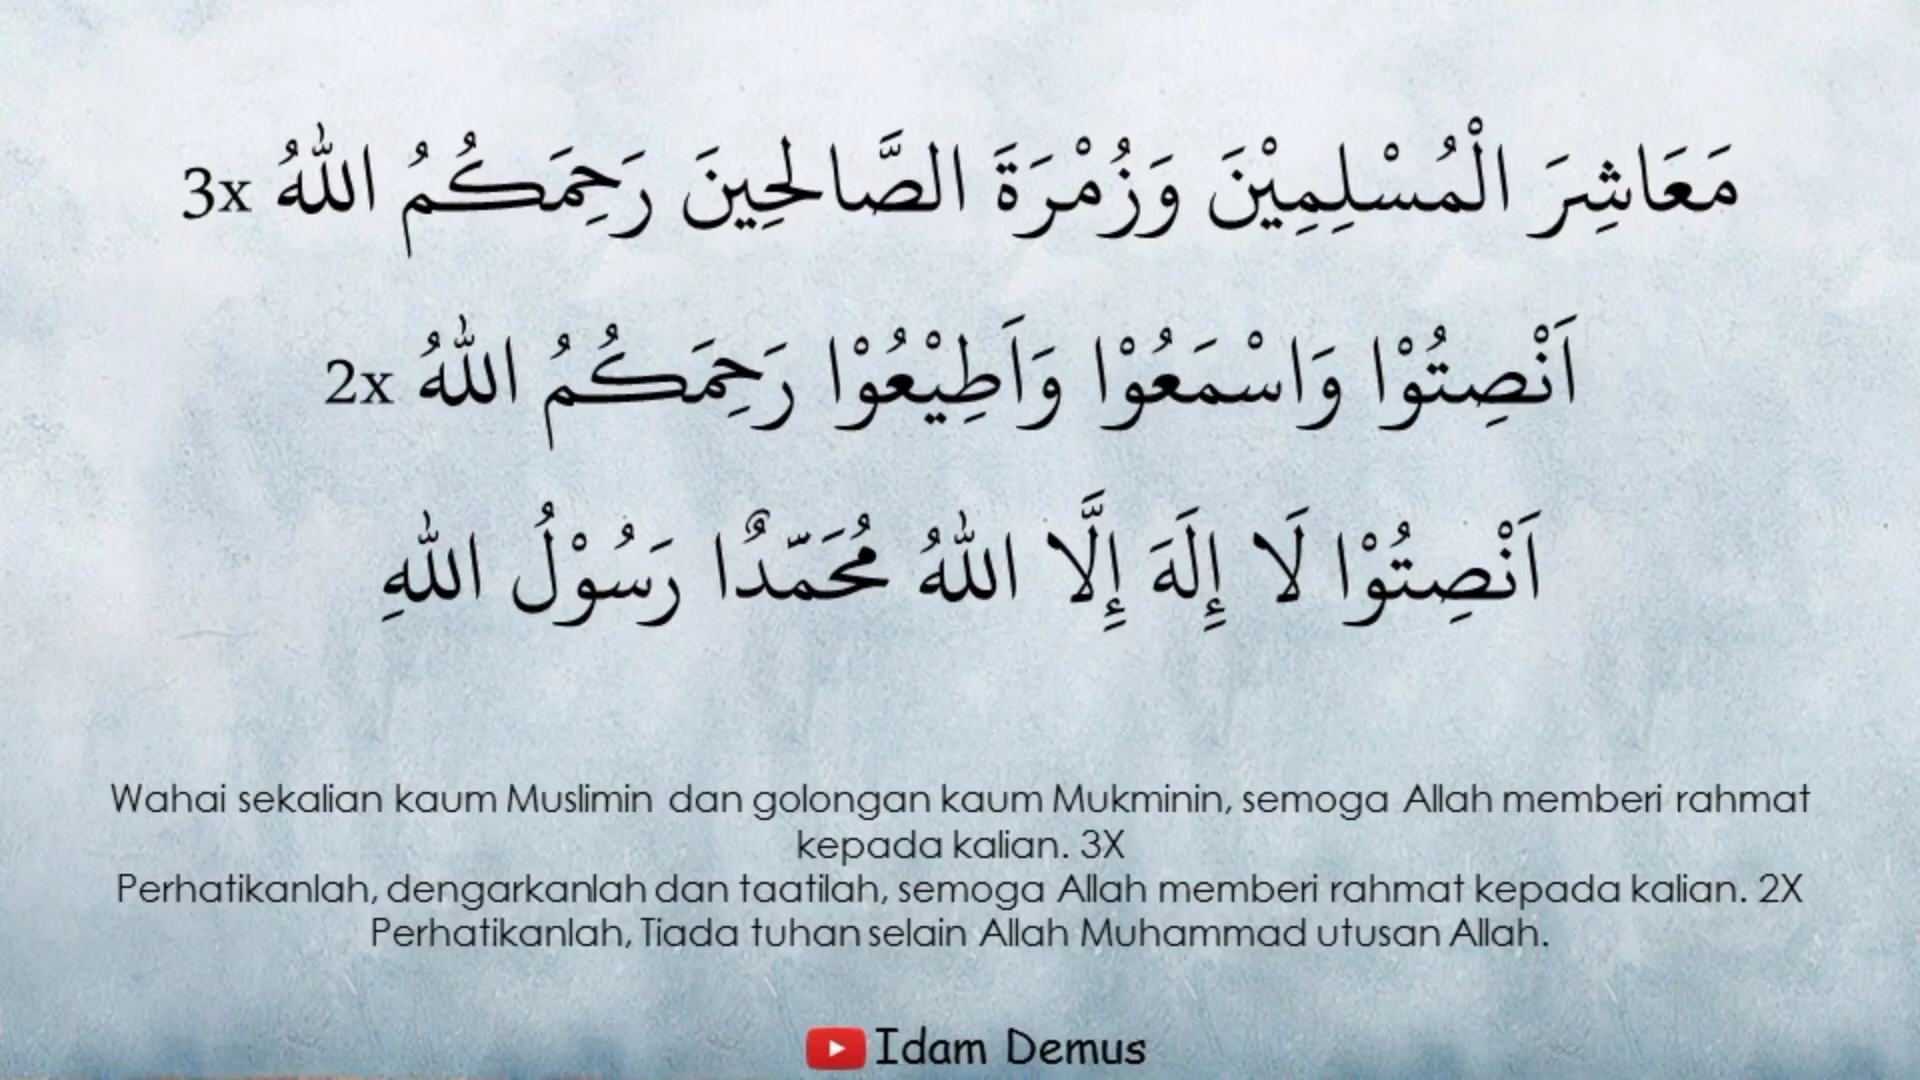 مَعَاشِرَ الْمُسْلِمِيْنَ وَزُمْرَةَ الصَّالِحِينَ رَحِمَكُمُ اللهُ 3x
اَنْصِتُوْا وَاسْمَعُوْا وَاَطِيْعُوْا رَحِمَكُمُ اللهُ 2x
اَنْصِتُوْا لَا إِلَهَ إِلَّا اللهُ مُحَمّدٌا رَسُوْلُ اللهِ
Wahai sekalian kaum Muslimin dan golongan kaum Mukminin, semoga Allah memberi rahmat
kepada kalian. 3X
Perhatikanlah, dengarkanlah dan taatilah, semoga Allah memberi rahmat kepada kalian. 2X
Perhatikanlah, Tiada tuhan selain Allah Muhammad utusan Allah.
Idam Demus